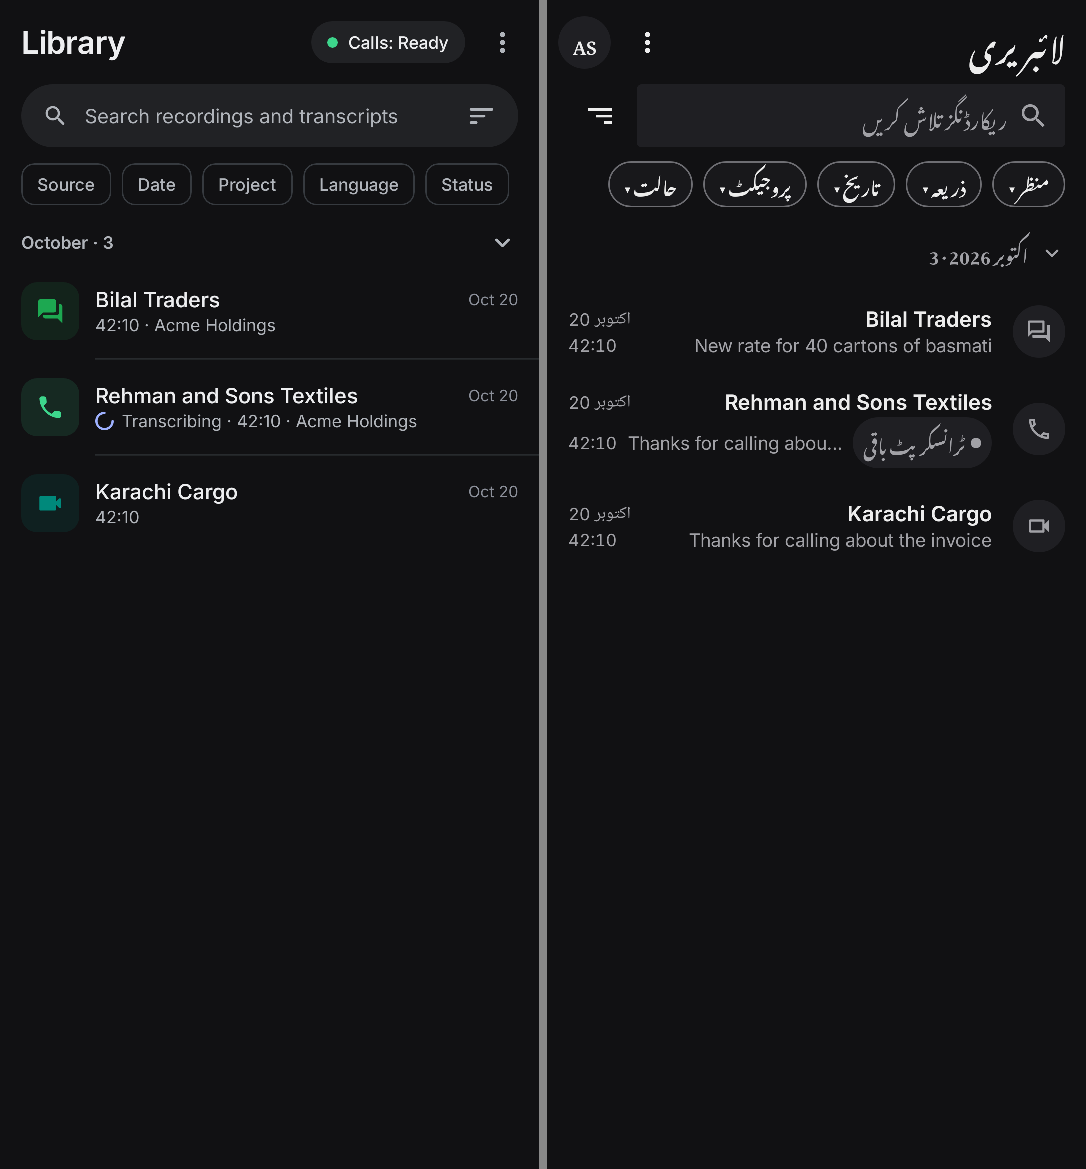 Library
Calls: Ready
Search recordings and transcripts
Source
Date
Project
Language
Status
October · 3
Bilal Traders
Oct 20
42:10 · Acme Holdings
Rehman and Sons Textiles
Oct 20
Transcribing · 42:10 · Acme Holdings
Karachi Cargo
Oct 20
42:10
لائبریری
AS
ریکارڈنگز تلاش کریں
منظر
ذریعہ
تاریخ
پروجیکٹ
حالت
اکتوبر 2026 · 3
Bilal Traders
20 اکتوبر
New rate for 40 cartons of basmati
42:10
Rehman and Sons Textiles
20 اکتوبر
ٹرانسکرپٹ باقی
Thanks for calling abou...
42:10
Karachi Cargo
20 اکتوبر
Thanks for calling about the invoice
42:10